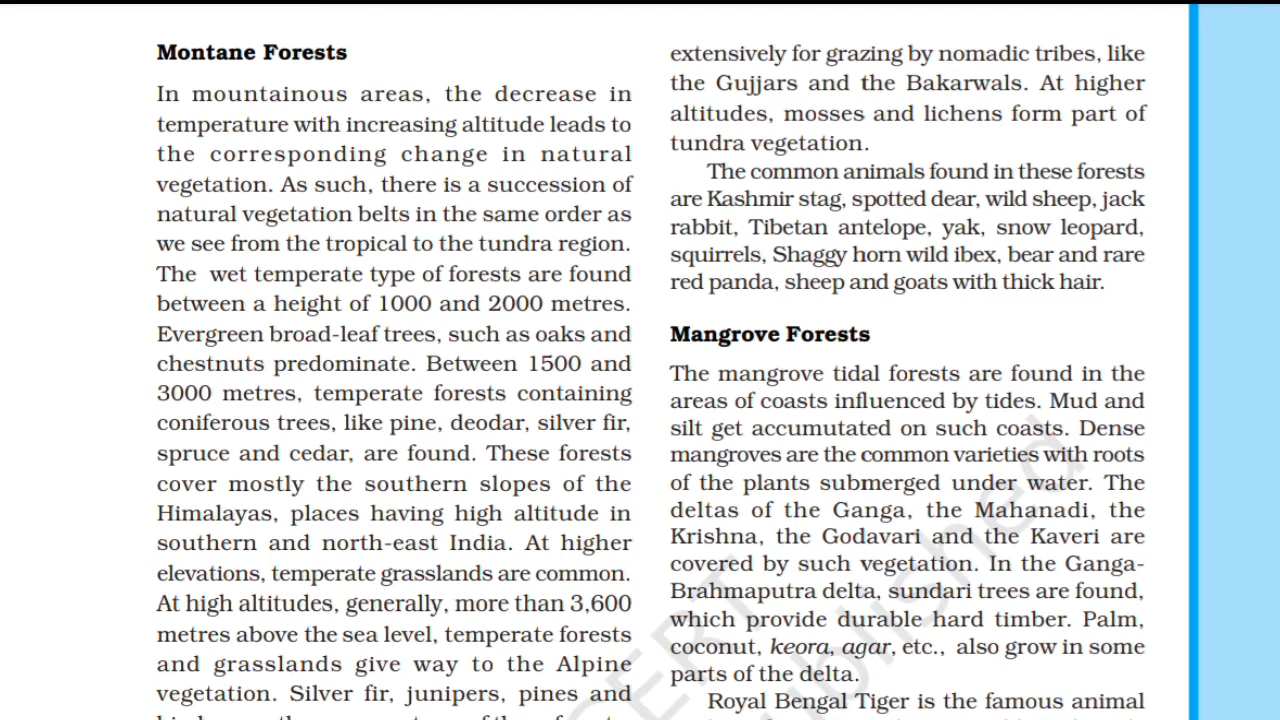 Montane Forests
In mountainous areas, the decrease in
temperature with increasing altitude leads to
the corresponding change in natural
vegetation. As such, there is a succession of
natural vegetation belts in the same order as
we see from the tropical to the tundra region.
The wet temperate type of forests are found
between a height of 1000 and 2000 metres.
Evergreen broad-leaf trees, such as oaks and
chestnuts predominate. Between 1500 and
3000 metres, temperate forests containing
coniferous trees, like pine, deodar, silver fir,
spruce and cedar, are found. These forests
cover mostly the southern slopes of the
Himalayas, places having high altitude in
southern and north-east India. At higher
elevations, temperate grasslands are common.
At high altitudes, generally, more than 3,600
metres above the sea level, temperate forests
and grasslands give way to the Alpine
vegetation. Silver fir, junipers, pines and
extensively for grazing by nomadic tribes, like
the Gujjars and the Bakarwals. At higher
altitudes, mosses and lichens form part of
tundra vegetation.
The common animals found in these forests
are Kashmir stag, spotted dear, wild sheep, jack
rabbit, Tibetan antelope, yak, snow leopard,
squirrels, Shaggy horn wild ibex, bear and rare
red panda, sheep and goats with thick hair.
Mangrove Forests
The mangrove tidal forests are found in the
areas of coasts influenced by tides. Mud and
silt get accumutated on such coasts. Dense
mangroves are the common varieties with roots
of the plants submerged under water. The
deltas of the Ganga, the Mahanadi, the
Krishna, the Godavari and the Kaveri are
covered by such vegetation. In the Ganga-
Brahmaputra delta, sundari trees are found,
which provide durable hard timber. Palm,
coconut, keora, agar, etc., also grow in some
parts of the delta.
Royal Bengal Tiger is the famous animal